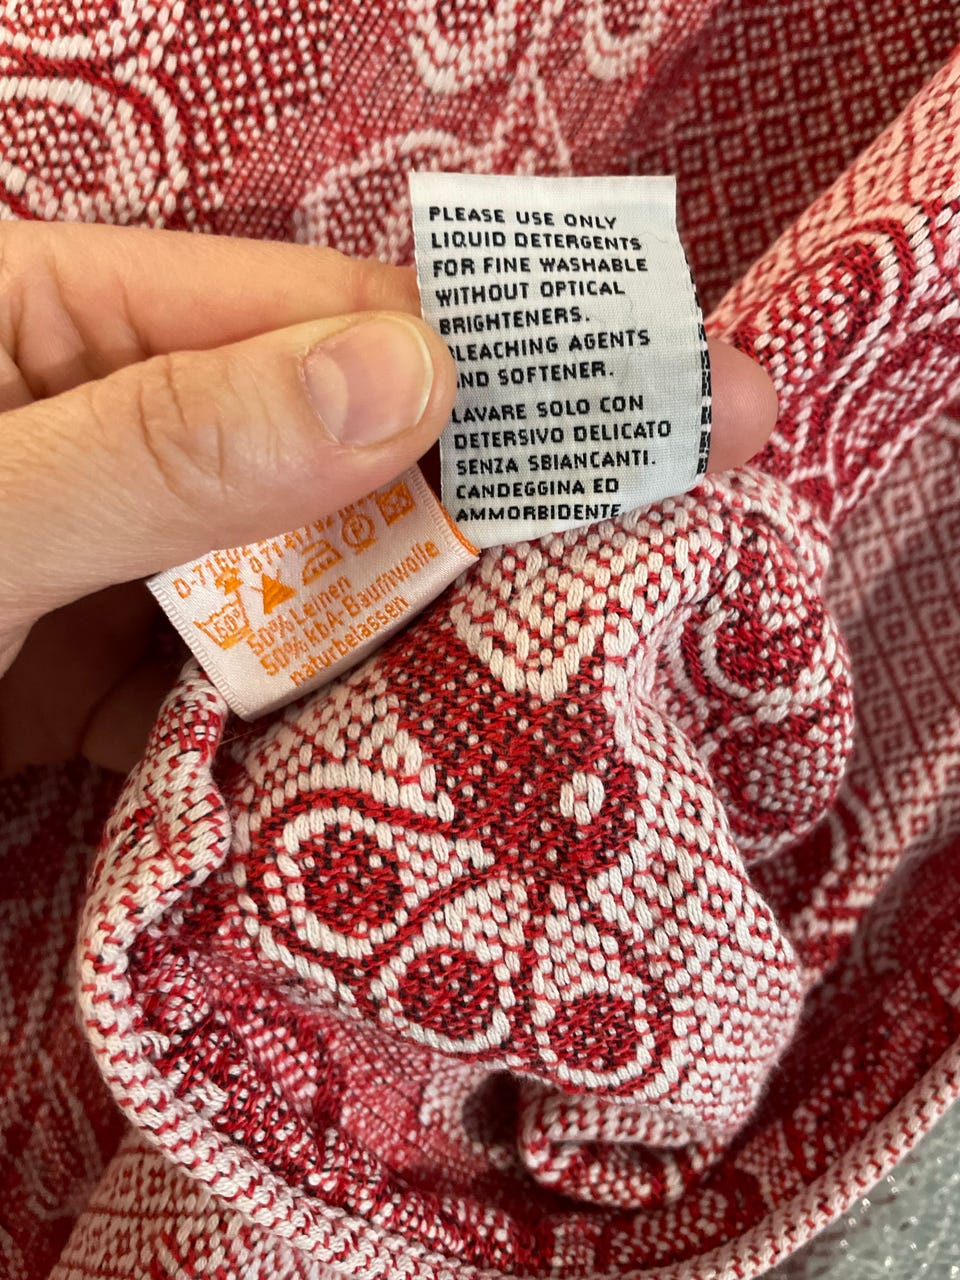 PLEASE USE ONLY
LIQUID DETERGENTS
FOR FINE WASHABLE
WITHOUT OPTICAL
BRIGHTENERS.
BLEACHING AGENTS
AND SOFTENER.
LAVARE SOLO CON
DETERSIVO DELICATO
SENZA SBIANCANTI.
CANDEGGINA ED
AMMORBIDENTE
60°
50% Leinen
50% kbA-Baumwolle
naturbelassen